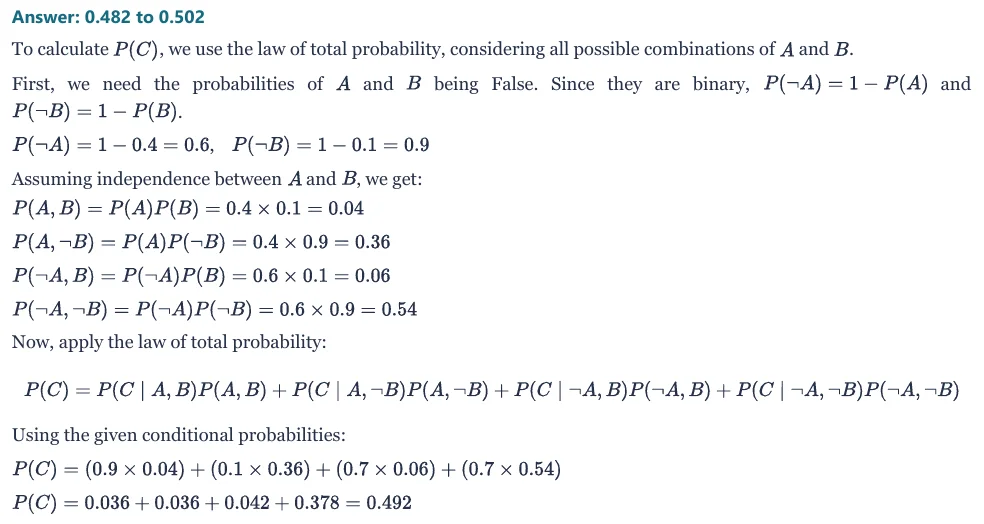 Answer: 0.482 to 0.502
To calculate P(C), we use the law of total probability, considering all possible combinations of A and B.
First, we need the probabilities of A and B being False. Since they are binary, P(¬A) = 1 − P(A) and
P(¬B) = 1 − P(B).
P(¬A) = 1 − 0.4 = 0.6, P(¬B) = 1 − 0.1 = 0.9
Assuming independence between A and B, we get:
P(A, B) = P(A)P(B) = 0.4 × 0.1 = 0.04
P(A, ¬B) = P(A)P(¬B) = 0.4 × 0.9 = 0.36
P(¬A, B) = P(¬A)P(B) = 0.6 × 0.1 = 0.06
P(¬A, ¬B) = P(¬A)P(¬B) = 0.6 × 0.9 = 0.54
Now, apply the law of total probability:
P(C) = P(C | A, B)P(A, B) + P(C | A, ¬B)P(A, ¬B) + P(C | ¬A, B)P(¬A, B) + P(C | ¬A, ¬B)P(¬A, ¬B)
Using the given conditional probabilities:
P(C) = (0.9 × 0.04) + (0.1 × 0.36) + (0.7 × 0.06) + (0.7 × 0.54)
P(C) = 0.036 + 0.036 + 0.042 + 0.378 = 0.492